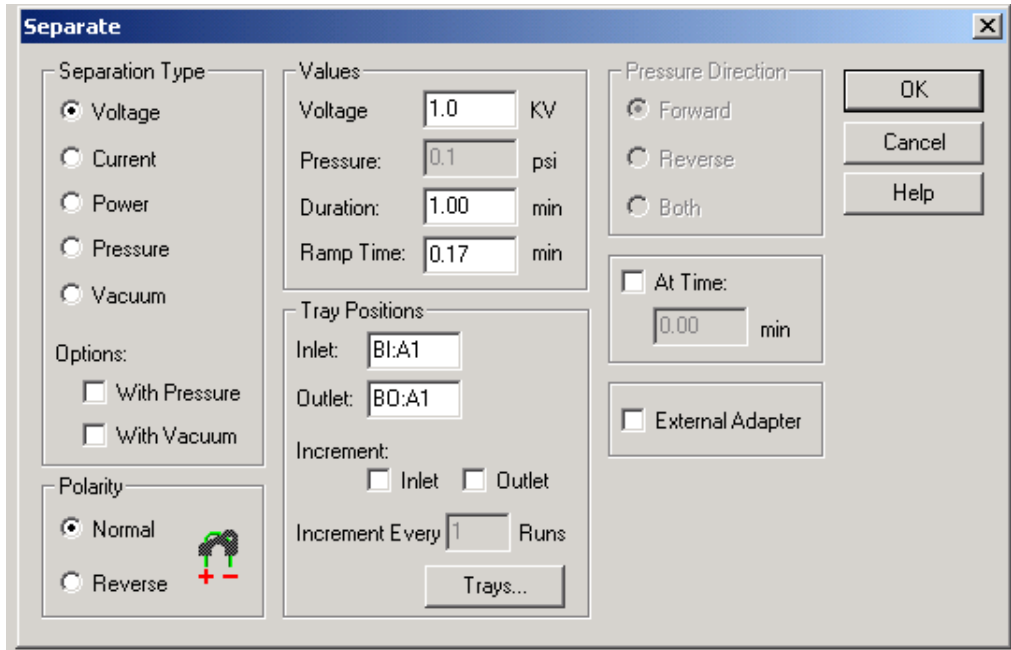 Separate
Separation Type
Voltage
Current
Power
Pressure
Vacuum
Options:
With Pressure
With Vacuum
Polarity
Normal
Reverse
+ -
Values
Voltage 1.0 KV
Pressure: 0.1 psi
Duration: 1.00 min
Ramp Time: 0.17 min
Tray Positions
Inlet: BI:A1
Outlet: BO:A1
Increment:
Inlet Outlet
Increment Every 1 Runs
Trays...
Pressure Direction
Forward
Reverse
Both
At Time:
0.00 min
External Adapter
OK
Cancel
Help